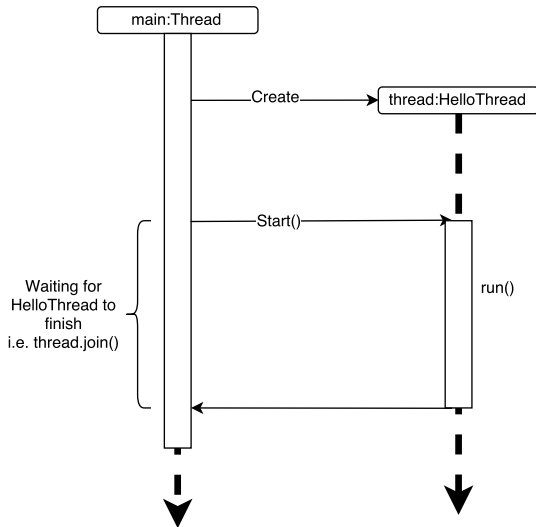 main:Thread
Create
thread:HelloThread
Start()
Waiting for
HelloThread to
finish
i.e. thread.join()
run()